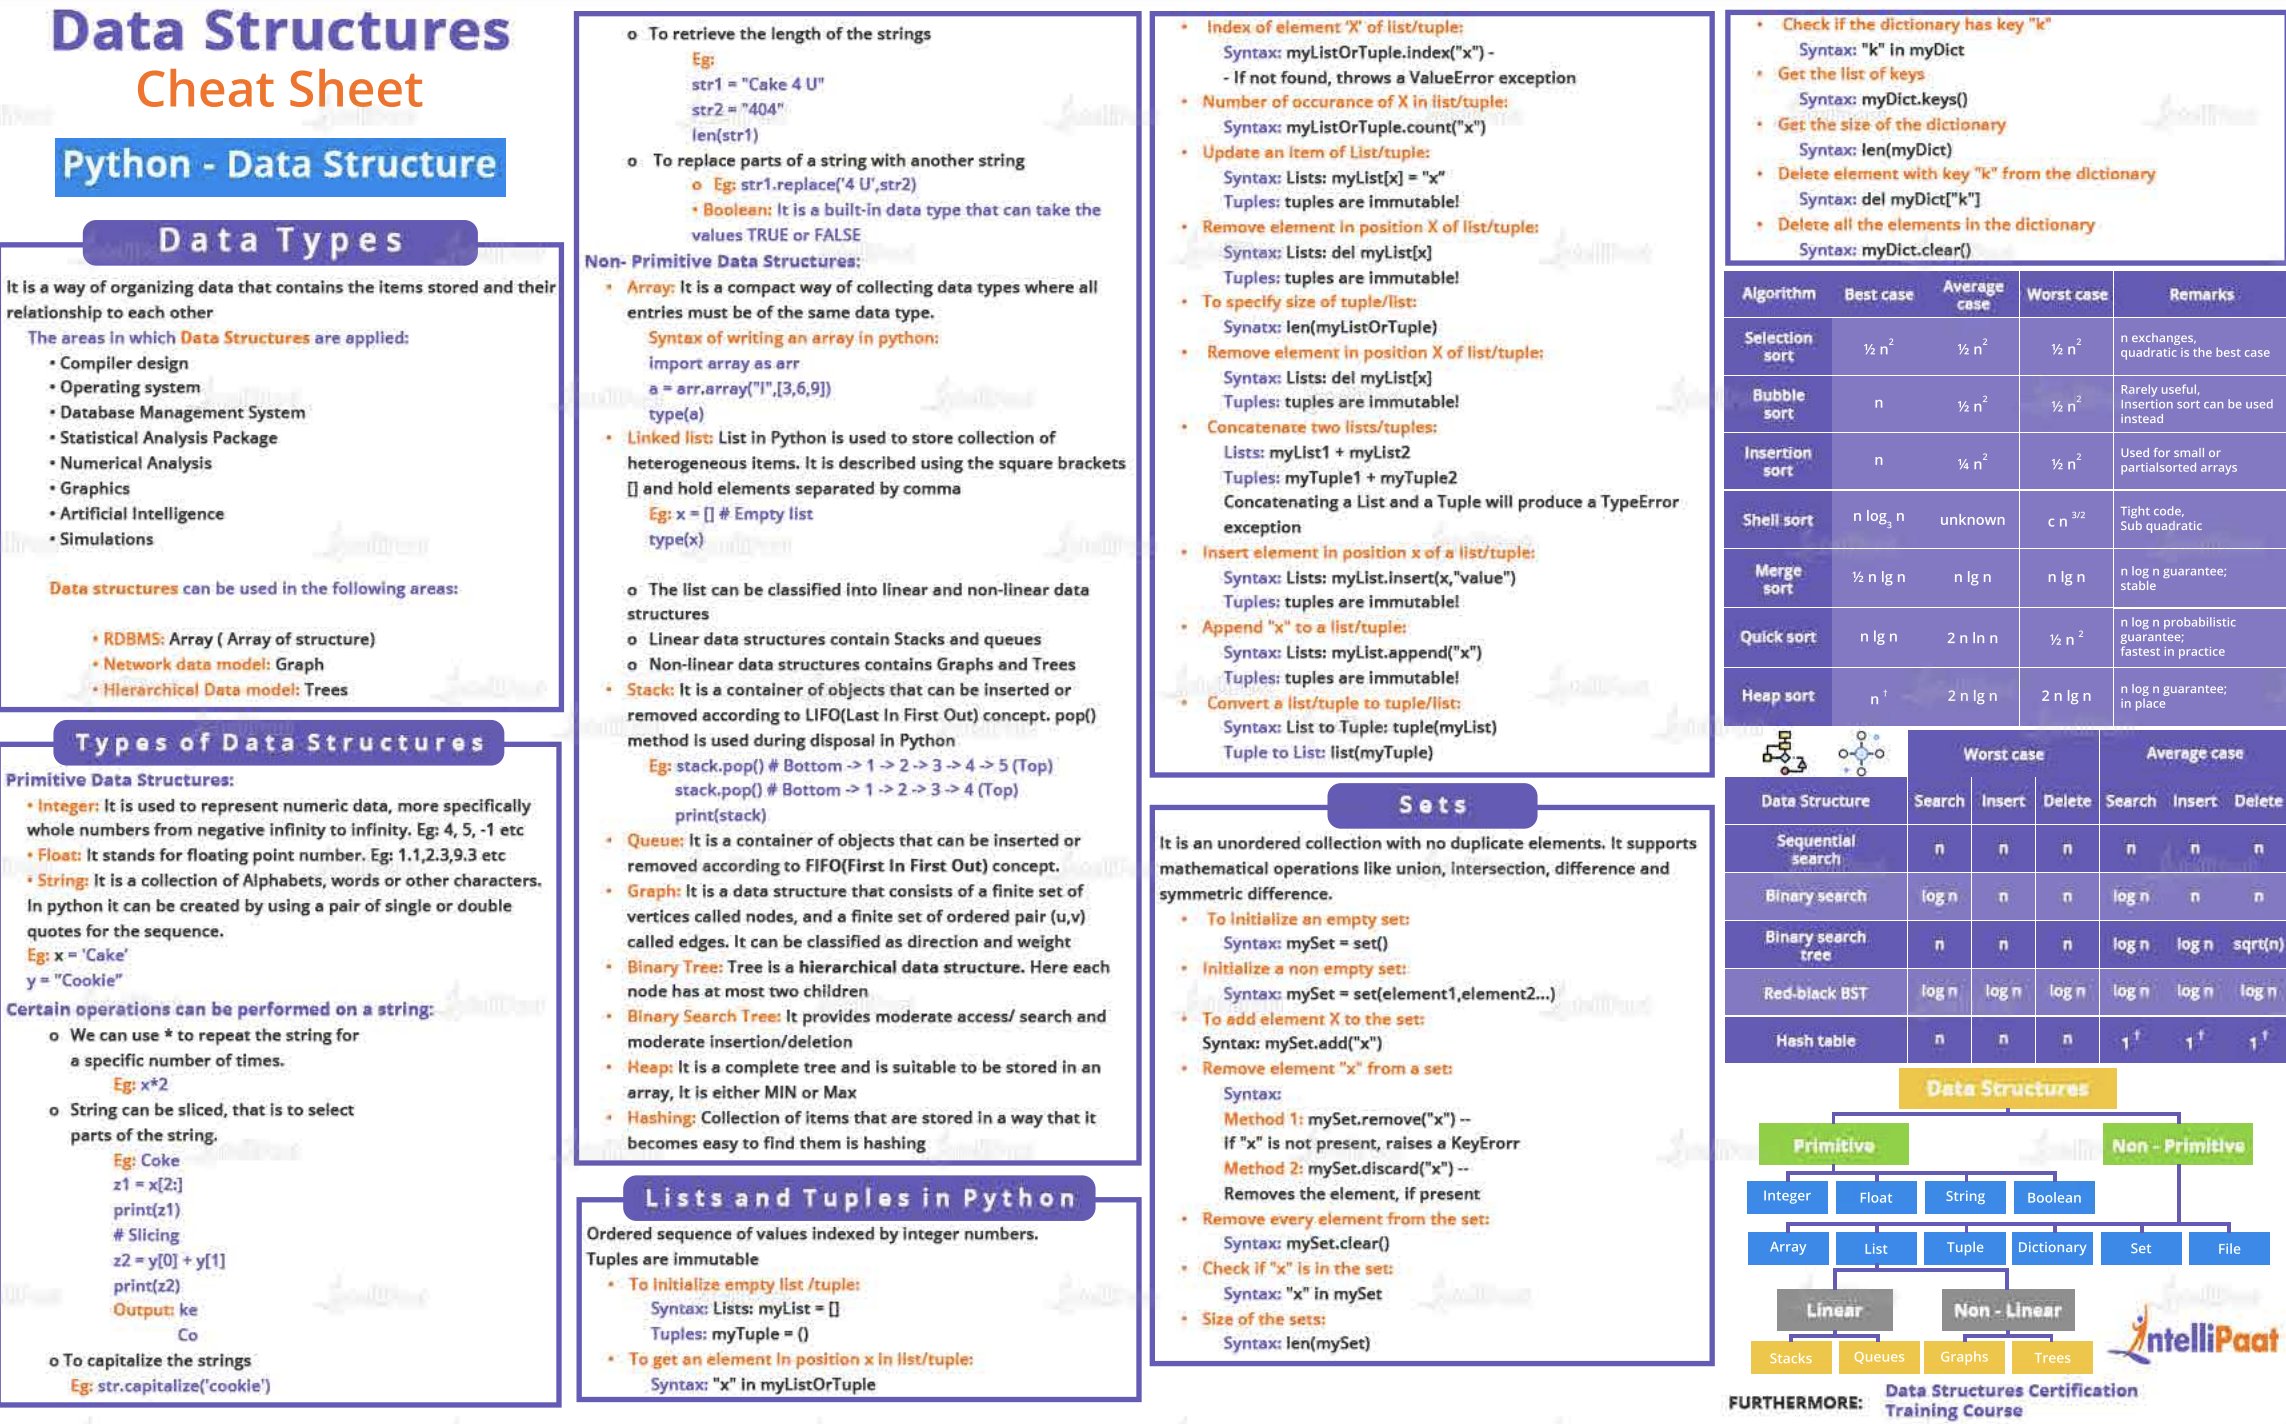 Data Structures
Cheat Sheet
Python - Data Structure
Data Types
It is a way of organizing data that contains the items stored and their
relationship to each other
The areas in which Data Structures are applied:
• Compiler design
• Operating system
• Database Management System
• Statistical Analysis Package
• Numerical Analysis
• Graphics
• Artificial Intelligence
• Simulations
Data structures can be used in the following areas:
• RDBMS: Array ( Array of structure)
• Network data model: Graph
• Hierarchical Data model: Trees
Types of Data Structures
Primitive Data Structures:
• Integer: It is used to represent numeric data, more specifically
whole numbers from negative infinity to infinity. Eg: 4, 5, -1 etc
• Float: It stands for floating point number. Eg: 1.1,2.3,9.3 etc
• String: It is a collection of Alphabets, words or other characters.
In python it can be created by using a pair of single or double
quotes for the sequence.
Eg: x = 'Cake'
y = "Cookie"
Certain operations can be performed on a string:
o We can use * to repeat the string for
a specific number of times.
Eg: x*2
o String can be sliced, that is to select
parts of the string.
Eg: Coke
z1 = x[2:]
print(z1)
# Slicing
z2 = y[0] + y[1]
print(z2)
Output: ke
Co
o To capitalize the strings
Eg: str.capitalize('cookie')
o To retrieve the length of the strings
Eg:
str1 = "Cake 4 U"
str2 = "404"
len(str1)
o To replace parts of a string with another string
o Eg: str1.replace('4 U',str2)
• Boolean: It is a built-in data type that can take the
values TRUE or FALSE
Non- Primitive Data Structures:
• Array: It is a compact way of collecting data types where all
entries must be of the same data type.
Syntax of writing an array in python:
import array as arr
a = arr.array("I",[3,6,9])
type(a)
• Linked list: List in Python is used to store collection of
heterogeneous items. It is described using the square brackets
[] and hold elements separated by comma
Eg: x = [] # Empty list
type(x)
o The list can be classified into linear and non-linear data
structures
o Linear data structures contain Stacks and queues
o Non-linear data structures contains Graphs and Trees
• Stack: It is a container of objects that can be inserted or
removed according to LIFO(Last In First Out) concept. pop()
method is used during disposal in Python
Eg: stack.pop() # Bottom -> 1 -> 2 -> 3 -> 4 -> 5 (Top)
stack.pop() # Bottom -> 1 -> 2 -> 3 -> 4 (Top)
print(stack)
• Queue: It is a container of objects that can be inserted or
removed according to FIFO(First In First Out) concept.
• Graph: It is a data structure that consists of a finite set of
vertices called nodes, and a finite set of ordered pair (u,v)
called edges. It can be classified as direction and weight
• Binary Tree: Tree is a hierarchical data structure. Here each
node has at most two children
• Binary Search Tree: It provides moderate access/ search and
moderate insertion/deletion
• Heap: It is a complete tree and is suitable to be stored in an
array, It is either MIN or Max
• Hashing: Collection of items that are stored in a way that it
becomes easy to find them is hashing
Lists and Tuples in Python
Ordered sequence of values indexed by integer numbers.
Tuples are immutable
• To initialize empty list /tuple:
Syntax: Lists: myList = []
Tuples: myTuple = ()
• To get an element in position x in list/tuple:
Syntax: "x" in myListOrTuple
• Index of element 'X' of list/tuple:
Syntax: myListOrTuple.index("x") -
- If not found, throws a ValueError exception
• Number of occurance of X in list/tuple:
Syntax: myListOrTuple.count("x")
• Update an item of List/tuple:
Syntax: Lists: myList[x] = "x"
Tuples: tuples are immutable!
• Remove element in position X of list/tuple:
Syntax: Lists: del myList[x]
Tuples: tuples are immutable!
• To specify size of tuple/list:
Synatx: len(myListOrTuple)
• Remove element in position X of list/tuple:
Syntax: Lists: del myList[x]
Tuples: tuples are immutable!
• Concatenate two lists/tuples:
Lists: myList1 + myList2
Tuples: myTuple1 + myTuple2
Concatenating a List and a Tuple will produce a TypeError
exception
• Insert element in position x of a list/tuple:
Syntax: Lists: myList.insert(x,"value")
Tuples: tuples are immutable!
• Append "x" to a list/tuple:
Syntax: Lists: myList.append("x")
Tuples: tuples are immutable!
• Convert a list/tuple to tuple/list:
Syntax: List to Tuple: tuple(myList)
Tuple to List: list(myTuple)
Sets
It is an unordered collection with no duplicate elements. It supports
mathematical operations like union, intersection, difference and
symmetric difference.
• To initialize an empty set:
Syntax: mySet = set()
• Initialize a non empty set:
Syntax: mySet = set(element1,element2...)
• To add element X to the set:
Syntax: mySet.add("x")
• Remove element "x" from a set:
Syntax:
Method 1: mySet.remove("x") --
If "x" is not present, raises a KeyErorr
Method 2: mySet.discard("x") --
Removes the element, if present
• Remove every element from the set:
Syntax: mySet.clear()
• Check if "x" is in the set:
Syntax: "x" in mySet
• Size of the sets:
Syntax: len(mySet)
• Check if the dictionary has key "k"
Syntax: "k" in myDict
• Get the list of keys
Syntax: myDict.keys()
• Get the size of the dictionary
Syntax: len(myDict)
• Delete element with key "k" from the dictionary
Syntax: del myDict["k"]
• Delete all the elements in the dictionary
Syntax: myDict.clear()
Algorithm Best case Average case Worst case Remarks
Selection sort ½ n² ½ n² ½ n² n exchanges,
quadratic is the best case
Bubble sort n ½ n² ½ n² Rarely useful,
Insertion sort can be used
instead
Insertion sort n ¼ n² ½ n² Used for small or
partialsorted arrays
Shell sort n log₃ n unknown c n ³ᐟ² Tight code,
Sub quadratic
Merge sort ½ n lg n n lg n n lg n n log n guarantee;
stable
Quick sort n lg n 2 n ln n ½ n ² n log n probabilistic
guarantee;
fastest in practice
Heap sort n † 2 n lg n 2 n lg n n log n guarantee;
in place
Worst case Average case
Data Structure Search Insert Delete Search Insert Delete
Sequential search n n n n n n
Binary search log n n n log n n n
Binary search tree n n n log n log n sqrt(n)
Red-black BST log n log n log n log n log n log n
Hash table n n n 1 † 1 † 1 †
Data Structures
Primitive Non - Primitive
Integer Float String Boolean
Array List Tuple Dictionary Set File
Linear Non - Linear
Stacks Queues Graphs Trees
IntelliPaat
FURTHERMORE: Data Structures Certification
Training Course